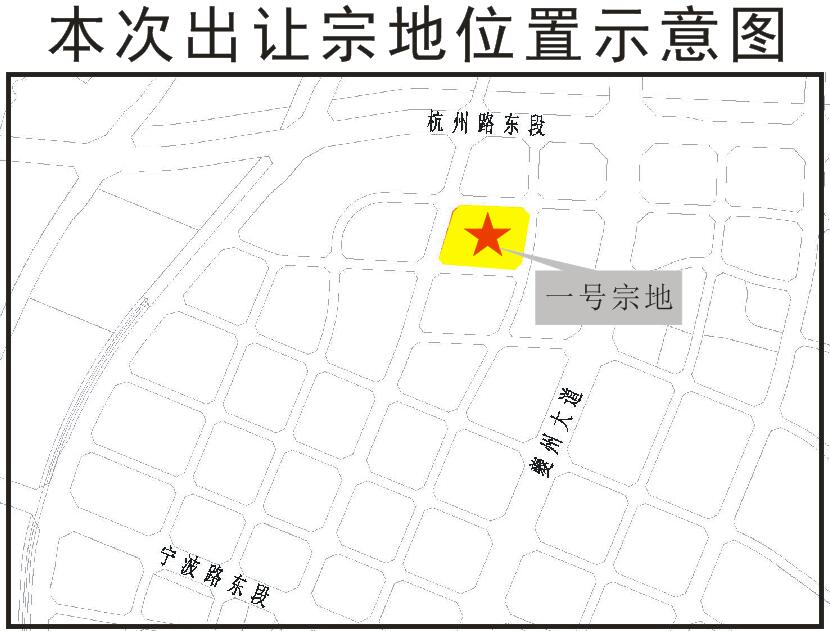 本次出让宗地位置示意图
杭州路东段
一号宗地
夔州大道
宁波路东段